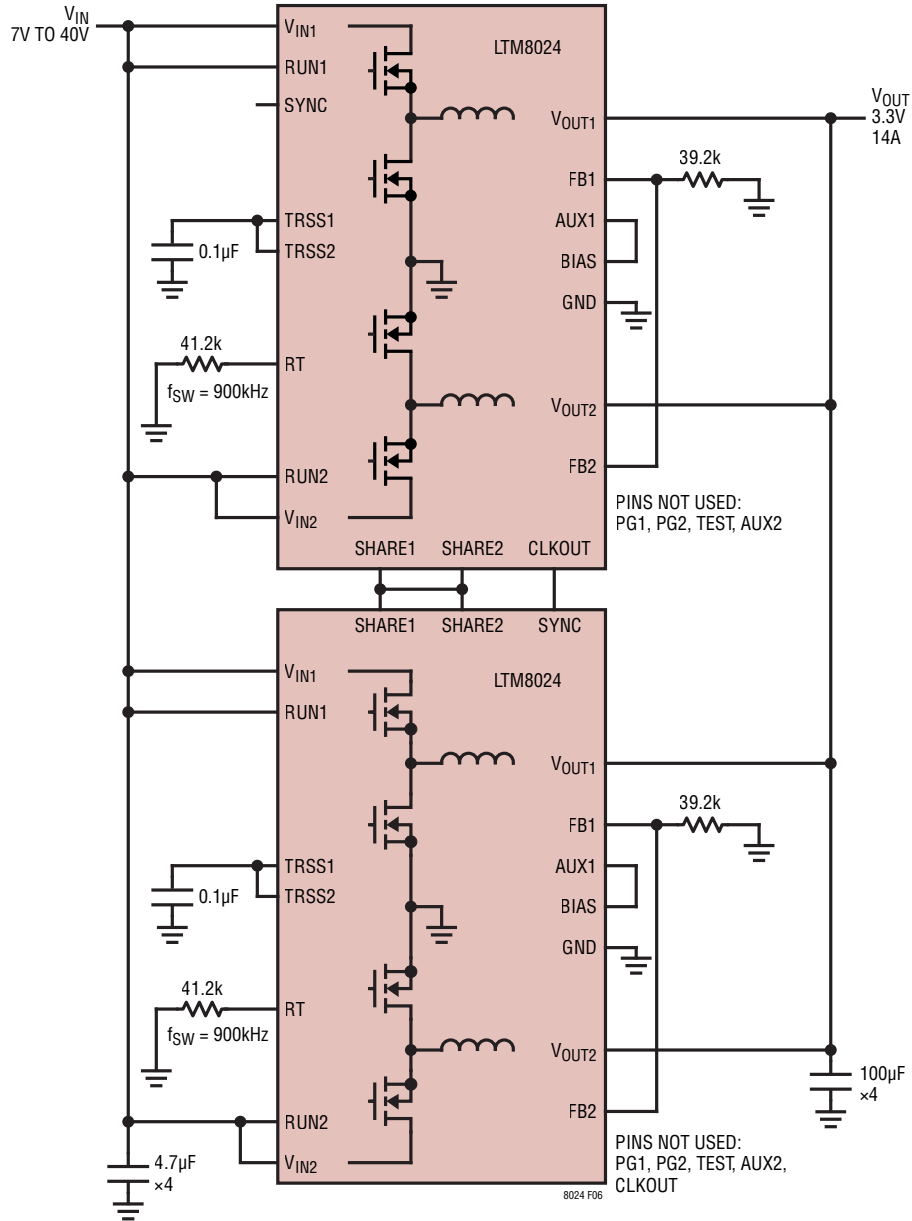 VIN
7V TO 40V
VIN1
RUN1
SYNC
TRSS1
TRSS2
0.1µF
41.2k
RT
fSW = 900kHz
RUN2
VIN2
LTM8024
VOUT1
FB1
AUX1
BIAS
GND
VOUT2
FB2
39.2k
VOUT
3.3V
14A
PINS NOT USED:
PG1, PG2, TEST, AUX2
SHARE1 SHARE2 CLKOUT
SHARE1 SHARE2 SYNC
VIN1
RUN1
TRSS1
TRSS2
0.1µF
41.2k
RT
fSW = 900kHz
RUN2
VIN2
4.7µF
×4
LTM8024
VOUT1
FB1
AUX1
BIAS
GND
VOUT2
FB2
39.2k
100µF
×4
PINS NOT USED:
PG1, PG2, TEST, AUX2,
CLKOUT
8024 F06